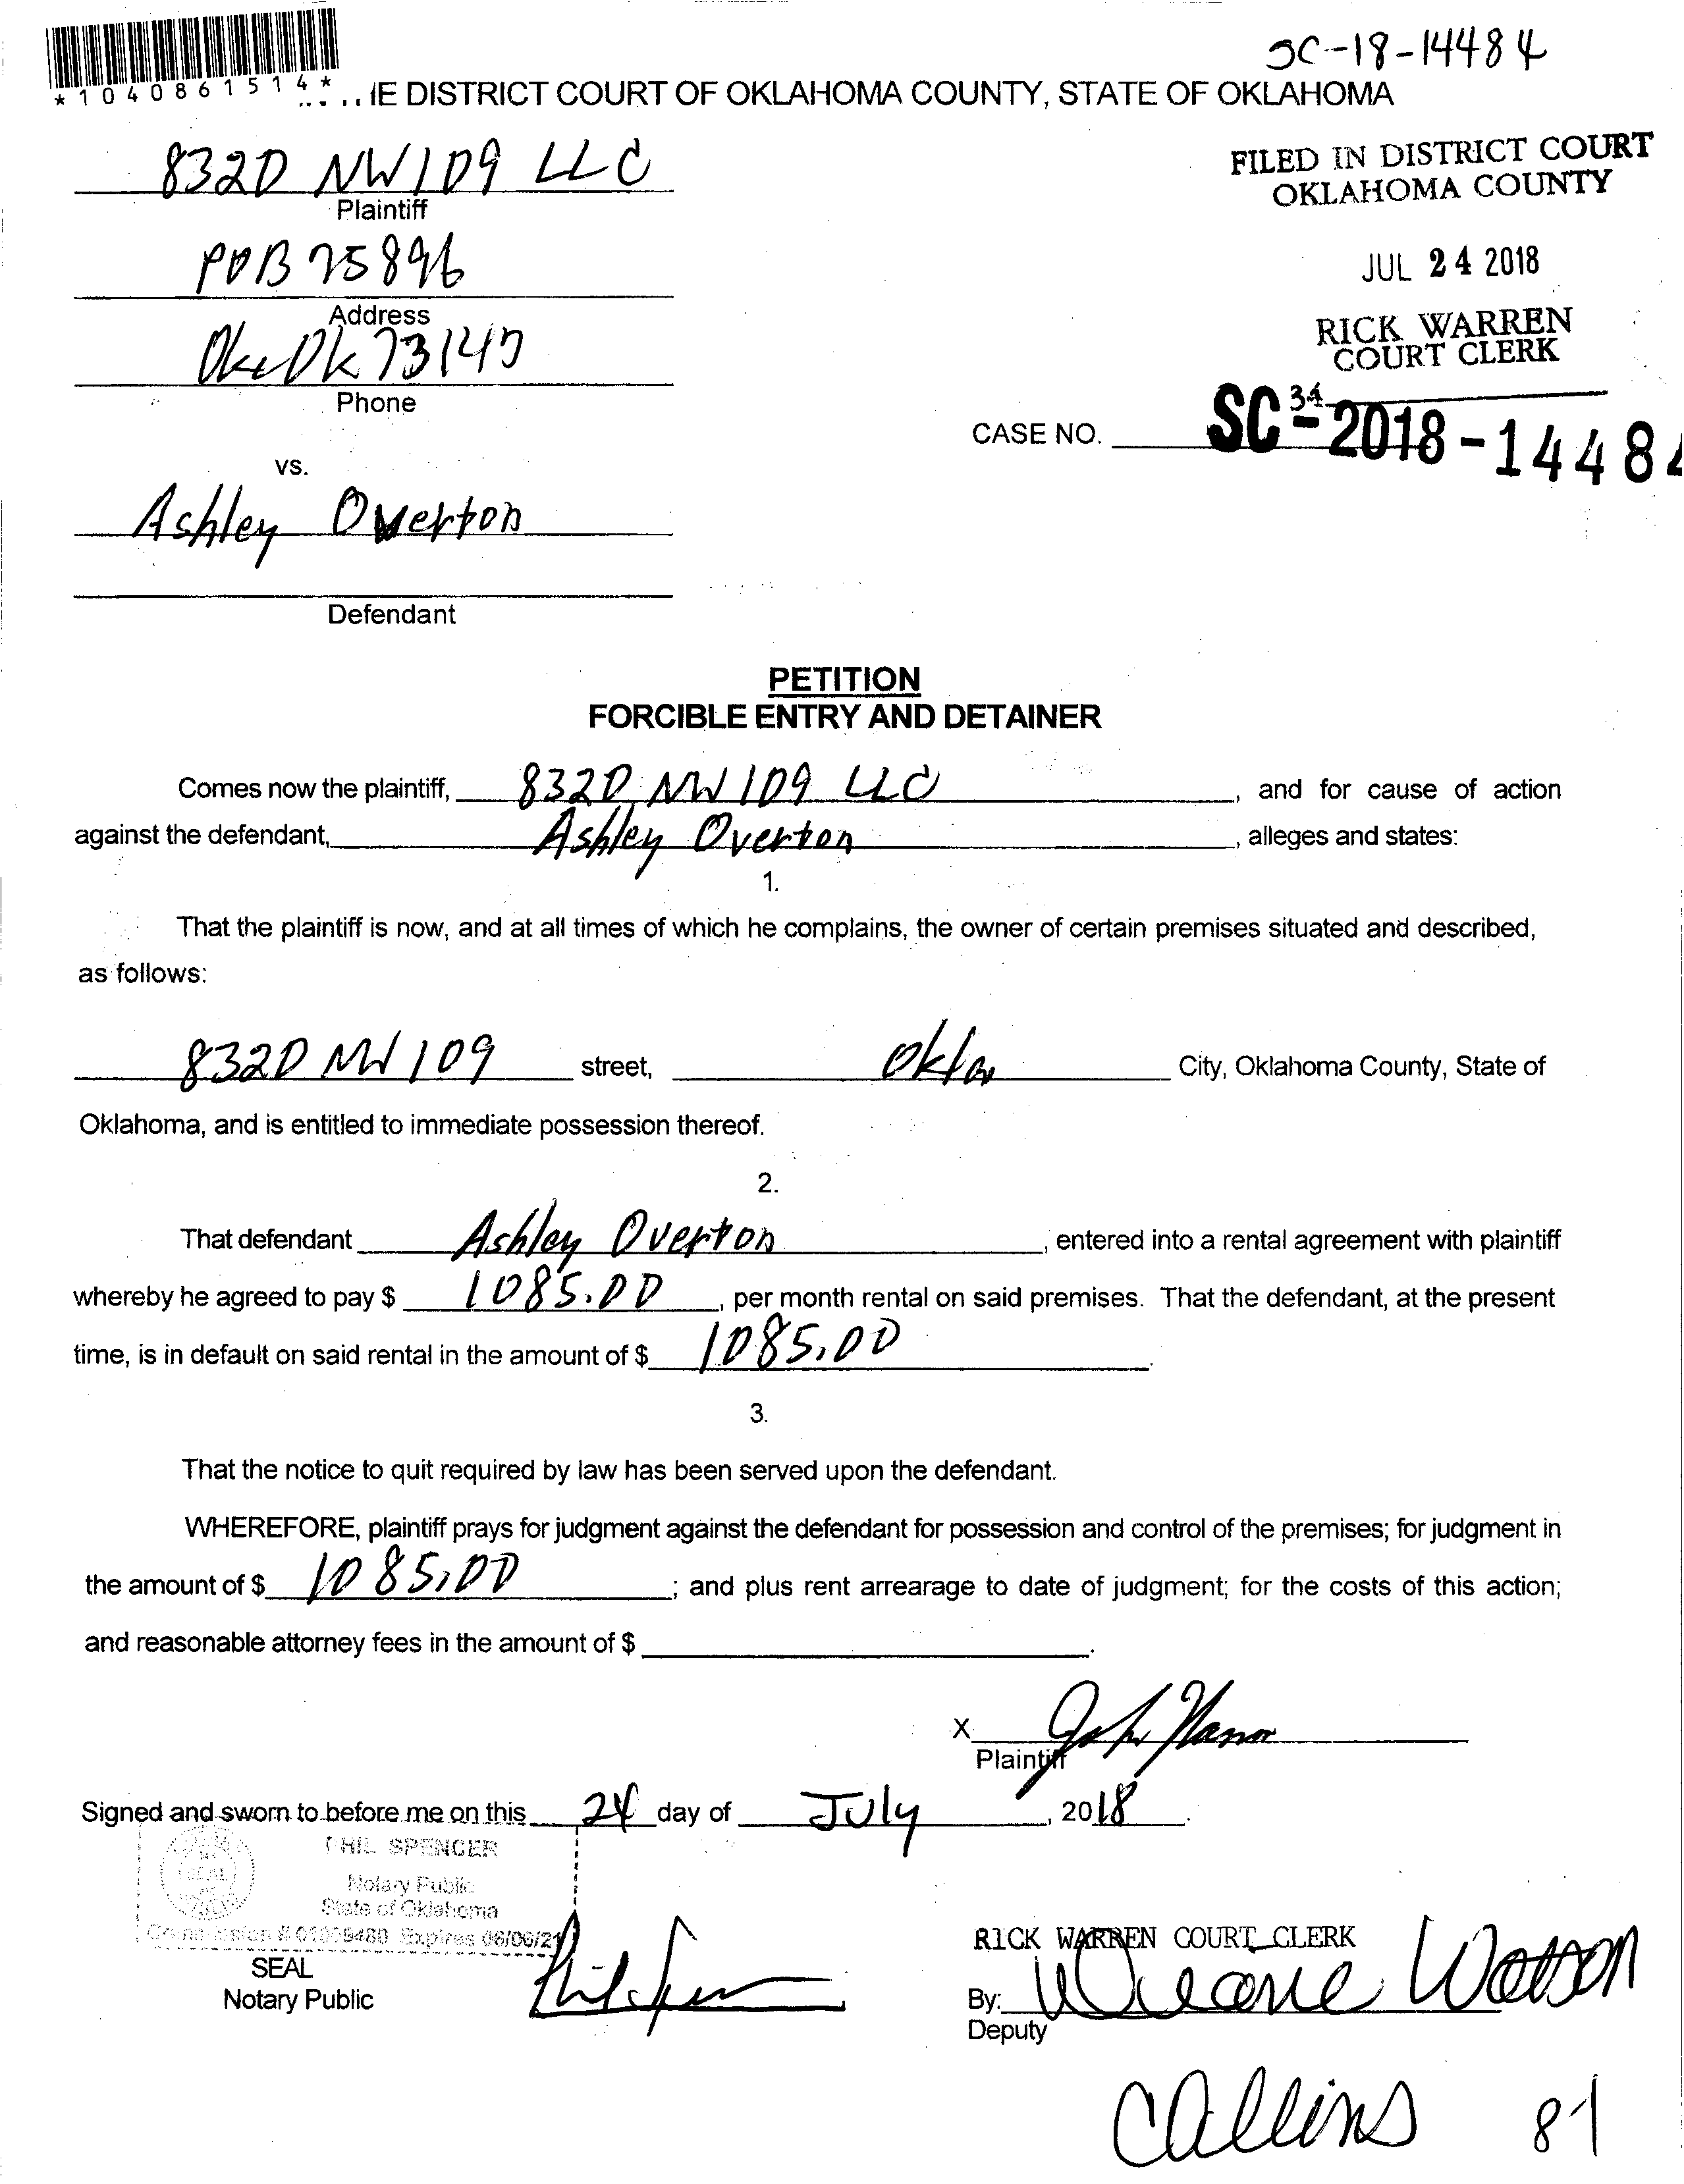 SC-18-14484
*1040861514*
IE DISTRICT COURT OF OKLAHOMA COUNTY, STATE OF OKLAHOMA
8320 NW 109 LLC
Plaintiff
FILED IN DISTRICT COURT
OKLAHOMA COUNTY
POB 75896
Address
JUL 24 2018
RICK WARREN
COURT CLERK
Okc Ok 73147
Phone
34
CASE NO. SC-2018-14484
vs.
Ashley Overton
Defendant
PETITION
FORCIBLE ENTRY AND DETAINER
Comes now the plaintiff, 8320 NW 109 LLC, and for cause of action
against the defendant, Ashley Overton, alleges and states:
1.
That the plaintiff is now, and at all times of which he complains, the owner of certain premises situated and described,
as follows:
8320 NW 109 street, Okla City, Oklahoma County, State of
Oklahoma, and is entitled to immediate possession thereof.
2.
That defendant Ashley Overton, entered into a rental agreement with plaintiff
whereby he agreed to pay $ 1085.00, per month rental on said premises. That the defendant, at the present
time, is in default on said rental in the amount of $ 1085.00.
3.
That the notice to quit required by law has been served upon the defendant.
WHEREFORE, plaintiff prays for judgment against the defendant for possession and control of the premises; for judgment in
the amount of $ 1085.00; and plus rent arrearage to date of judgment; for the costs of this action;
and reasonable attorney fees in the amount of $ .
X John
Plaintiff
Signed and sworn to before me on this 24 day of July, 2018.
PHIL SPENCER
Notary Public
State of Oklahoma
Expires 06/06/21
SEAL
Notary Public
RICK WARREN COURT CLERK
By: Watson
Deputy
Collins 81